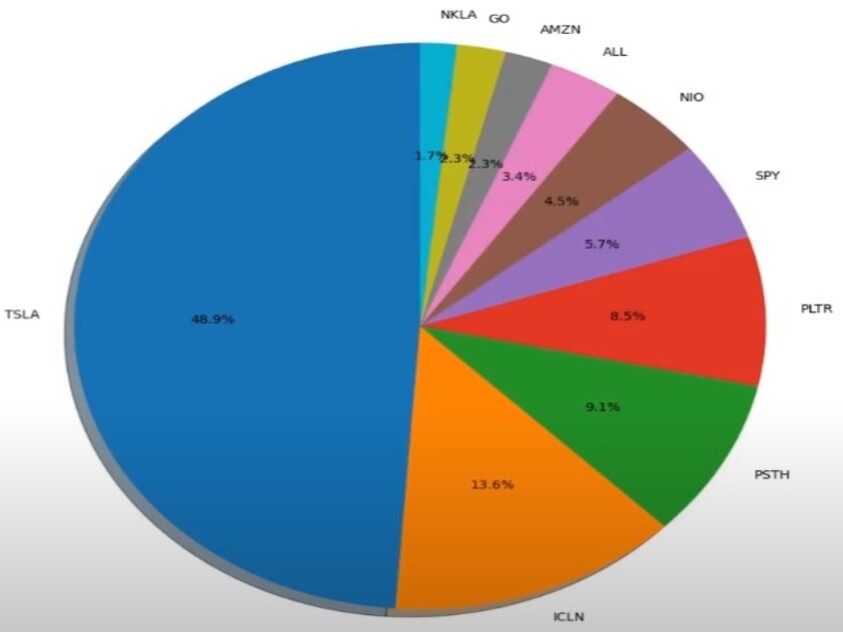 NKLA
GO
AMZN
ALL
NIO
SPY
PLTR
PSTH
ICLN
TSLA
1.7%
2.3%
2.3%
3.4%
4.5%
5.7%
8.5%
9.1%
13.6%
48.9%